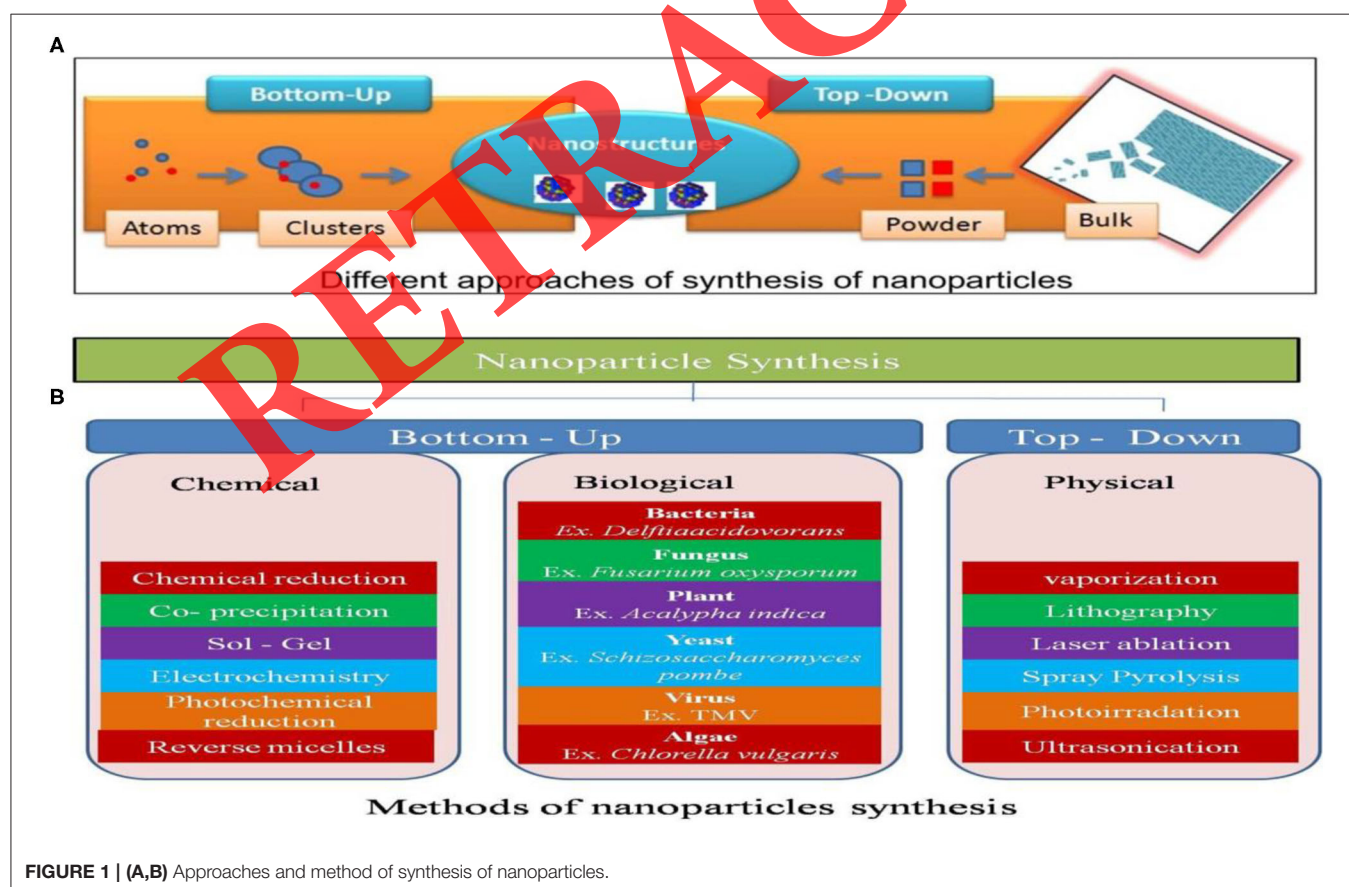 A
Bottom-Up
Top -Down
Nanostructures
Atoms
Clusters
Powder
Bulk
Different approaches of synthesis of nanoparticles
RETRAC
Nanoparticle Synthesis
B
Bottom - Up
Top - Down
Chemical
Chemical reduction
Co- precipitation
Sol - Gel
Electrochemistry
Photochemical
reduction
Reverse micelles
Biological
Bacteria
Ex. Delftiaacidovorans
Fungus
Ex. Fusarium oxysporum
Plant
Ex. Acalypha indica
Yeast
Ex. Schizosaccharomyces
pombe
Virus
Ex. TMV
Algae
Ex. Chlorella vulgaris
Physical
vaporization
Lithography
Laser ablation
Spray Pyrolysis
Photoirradation
Ultrasonication
Methods of nanoparticles synthesis
FIGURE 1 | (A,B) Approaches and method of synthesis of nanoparticles.